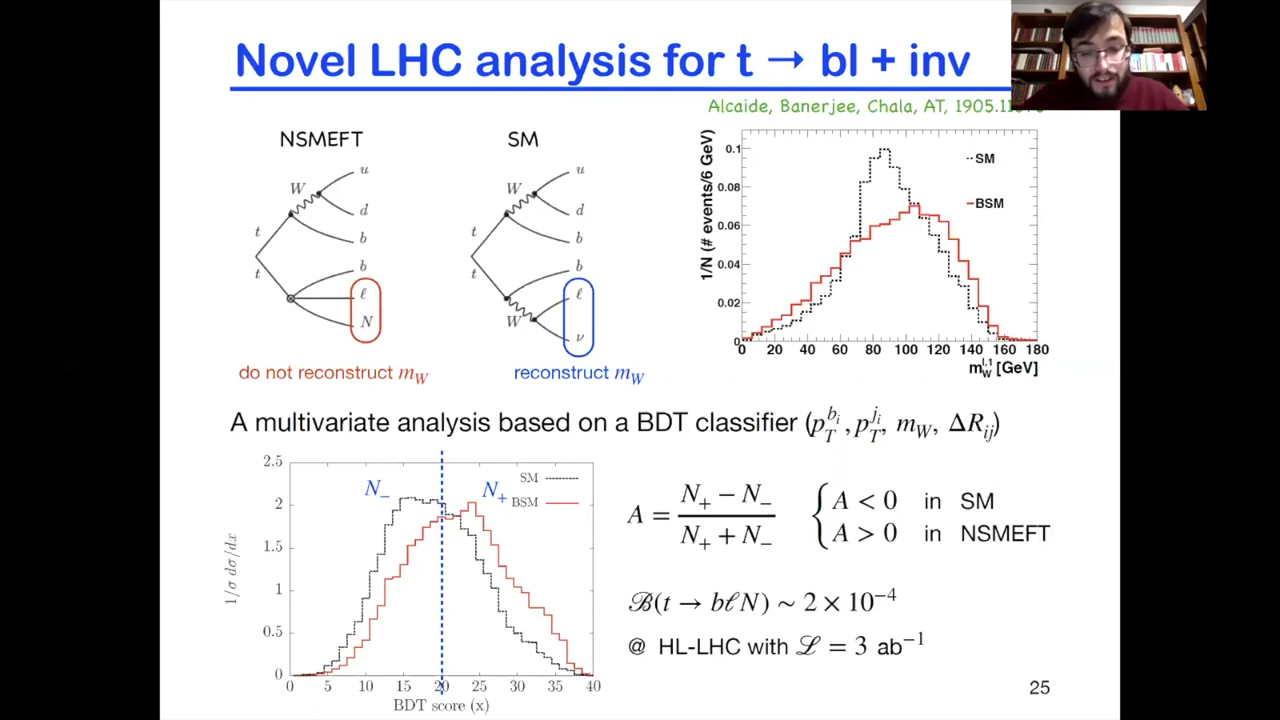 Novel LHC analysis for t → bl + inv
Alcaide, Banerjee, Chala, AT,
NSMEFT
SM
W
u
d
b
t
t
b
ℓ
N
W
u
d
b
t
t
b
ℓ
W
ν
do not reconstruct m_W
reconstruct m_W
1/N (# events/6 GeV)
0.1
0.08
0.06
0.04
0.02
0
SM
BSM
0 20 40 60 80 100 120 140 160 180
m_W^{l,1} [GeV]
A multivariate analysis based on a BDT classifier (p_T^{b_i}, p_T^{j_i}, m_W, ΔR_{ij})
1/σ dσ/dx
2.5
2
1.5
1
0.5
0
N_−
N_+
SM
BSM
0 5 10 15 20 25 30 35 40
BDT score (x)
A = (N_+ − N_−) / (N_+ + N_−)
A < 0 in SM
A > 0 in NSMEFT
ℬ(t → bℓN) ~ 2 × 10^{−4}
@ HL-LHC with ℒ = 3 ab^{−1}
25